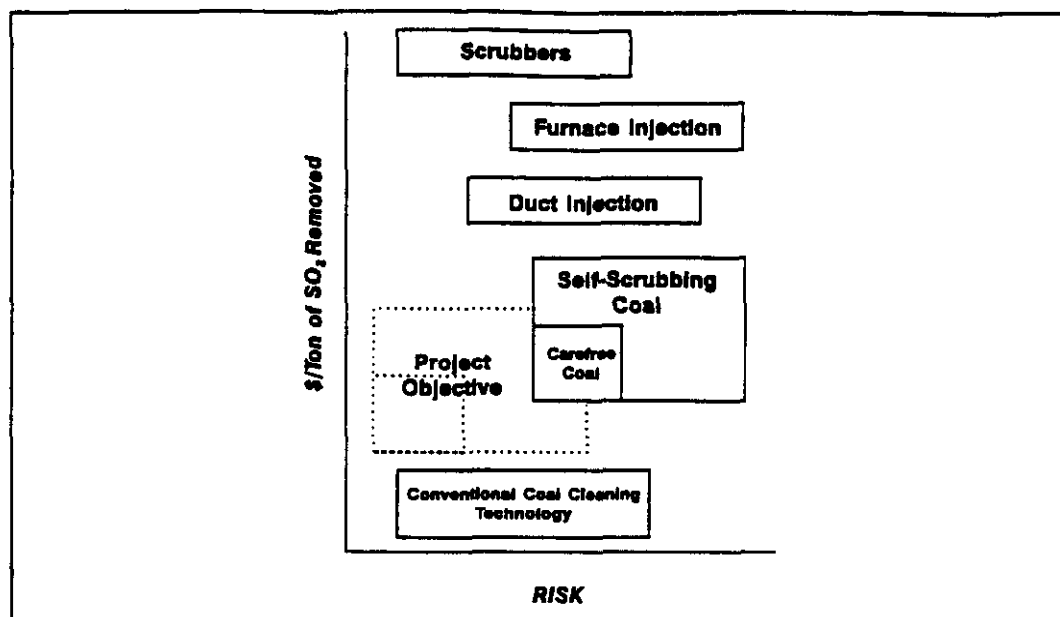 Scrubbers
Furnace Injection
Duct Injection
$/Ton of SO₂ Removed
Self-Scrubbing
Coal
Carefree
Coal
Project
Objective
Conventional Coal Cleaning
Technology
RISK